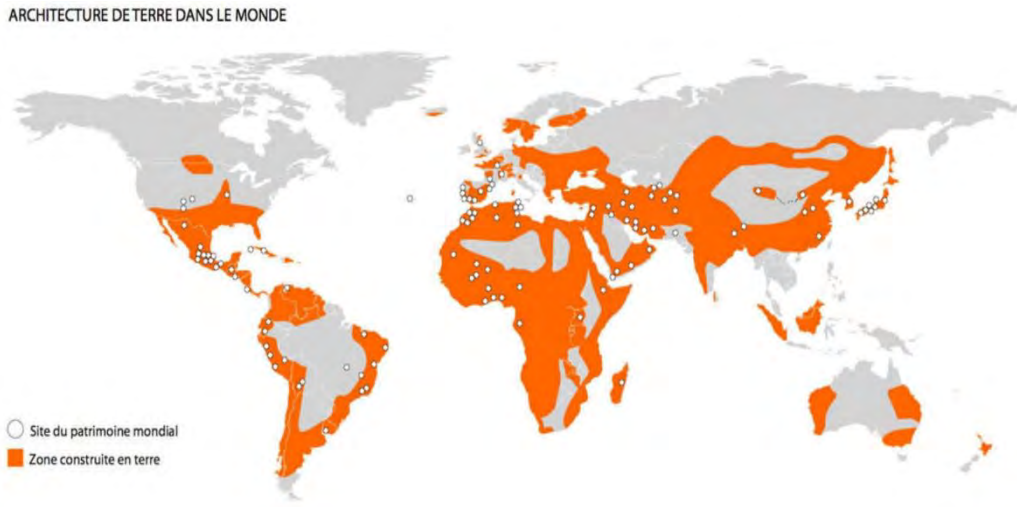 ARCHITECTURE DE TERRE DANS LE MONDE
Site du patrimoine mondial
Zone construite en terre